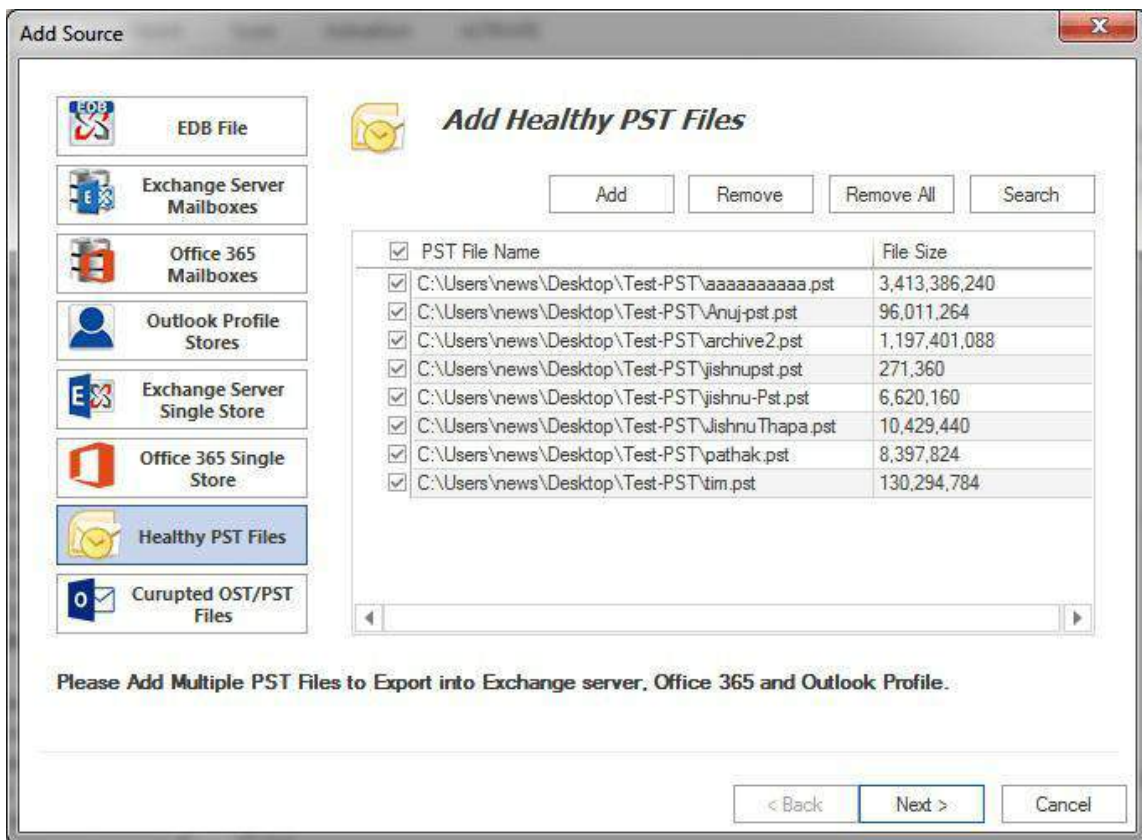 Add Source
EDB
EDB File
Exchange Server
Mailboxes
Office 365
Mailboxes
Outlook Profile
Stores
Exchange Server
Single Store
Office 365 Single
Store
Healthy PST Files
Curupted OST/PST
Files
Add Healthy PST Files
Add Remove Remove All Search
PST File Name File Size
C:\Users\news\Desktop\Test-PST\aaaaaaaaaa.pst 3,413,386,240
C:\Users\news\Desktop\Test-PST\Anuj-pst.pst 96,011,264
C:\Users\news\Desktop\Test-PST\archive2.pst 1,197,401,088
C:\Users\news\Desktop\Test-PST\jishnupst.pst 271,360
C:\Users\news\Desktop\Test-PST\jishnu-Pst.pst 6,620,160
C:\Users\news\Desktop\Test-PST\JishnuThapa.pst 10,429,440
C:\Users\news\Desktop\Test-PST\pathak.pst 8,397,824
C:\Users\news\Desktop\Test-PST\tim.pst 130,294,784
Please Add Multiple PST Files to Export into Exchange server, Office 365 and Outlook Profile.
< Back Next > Cancel